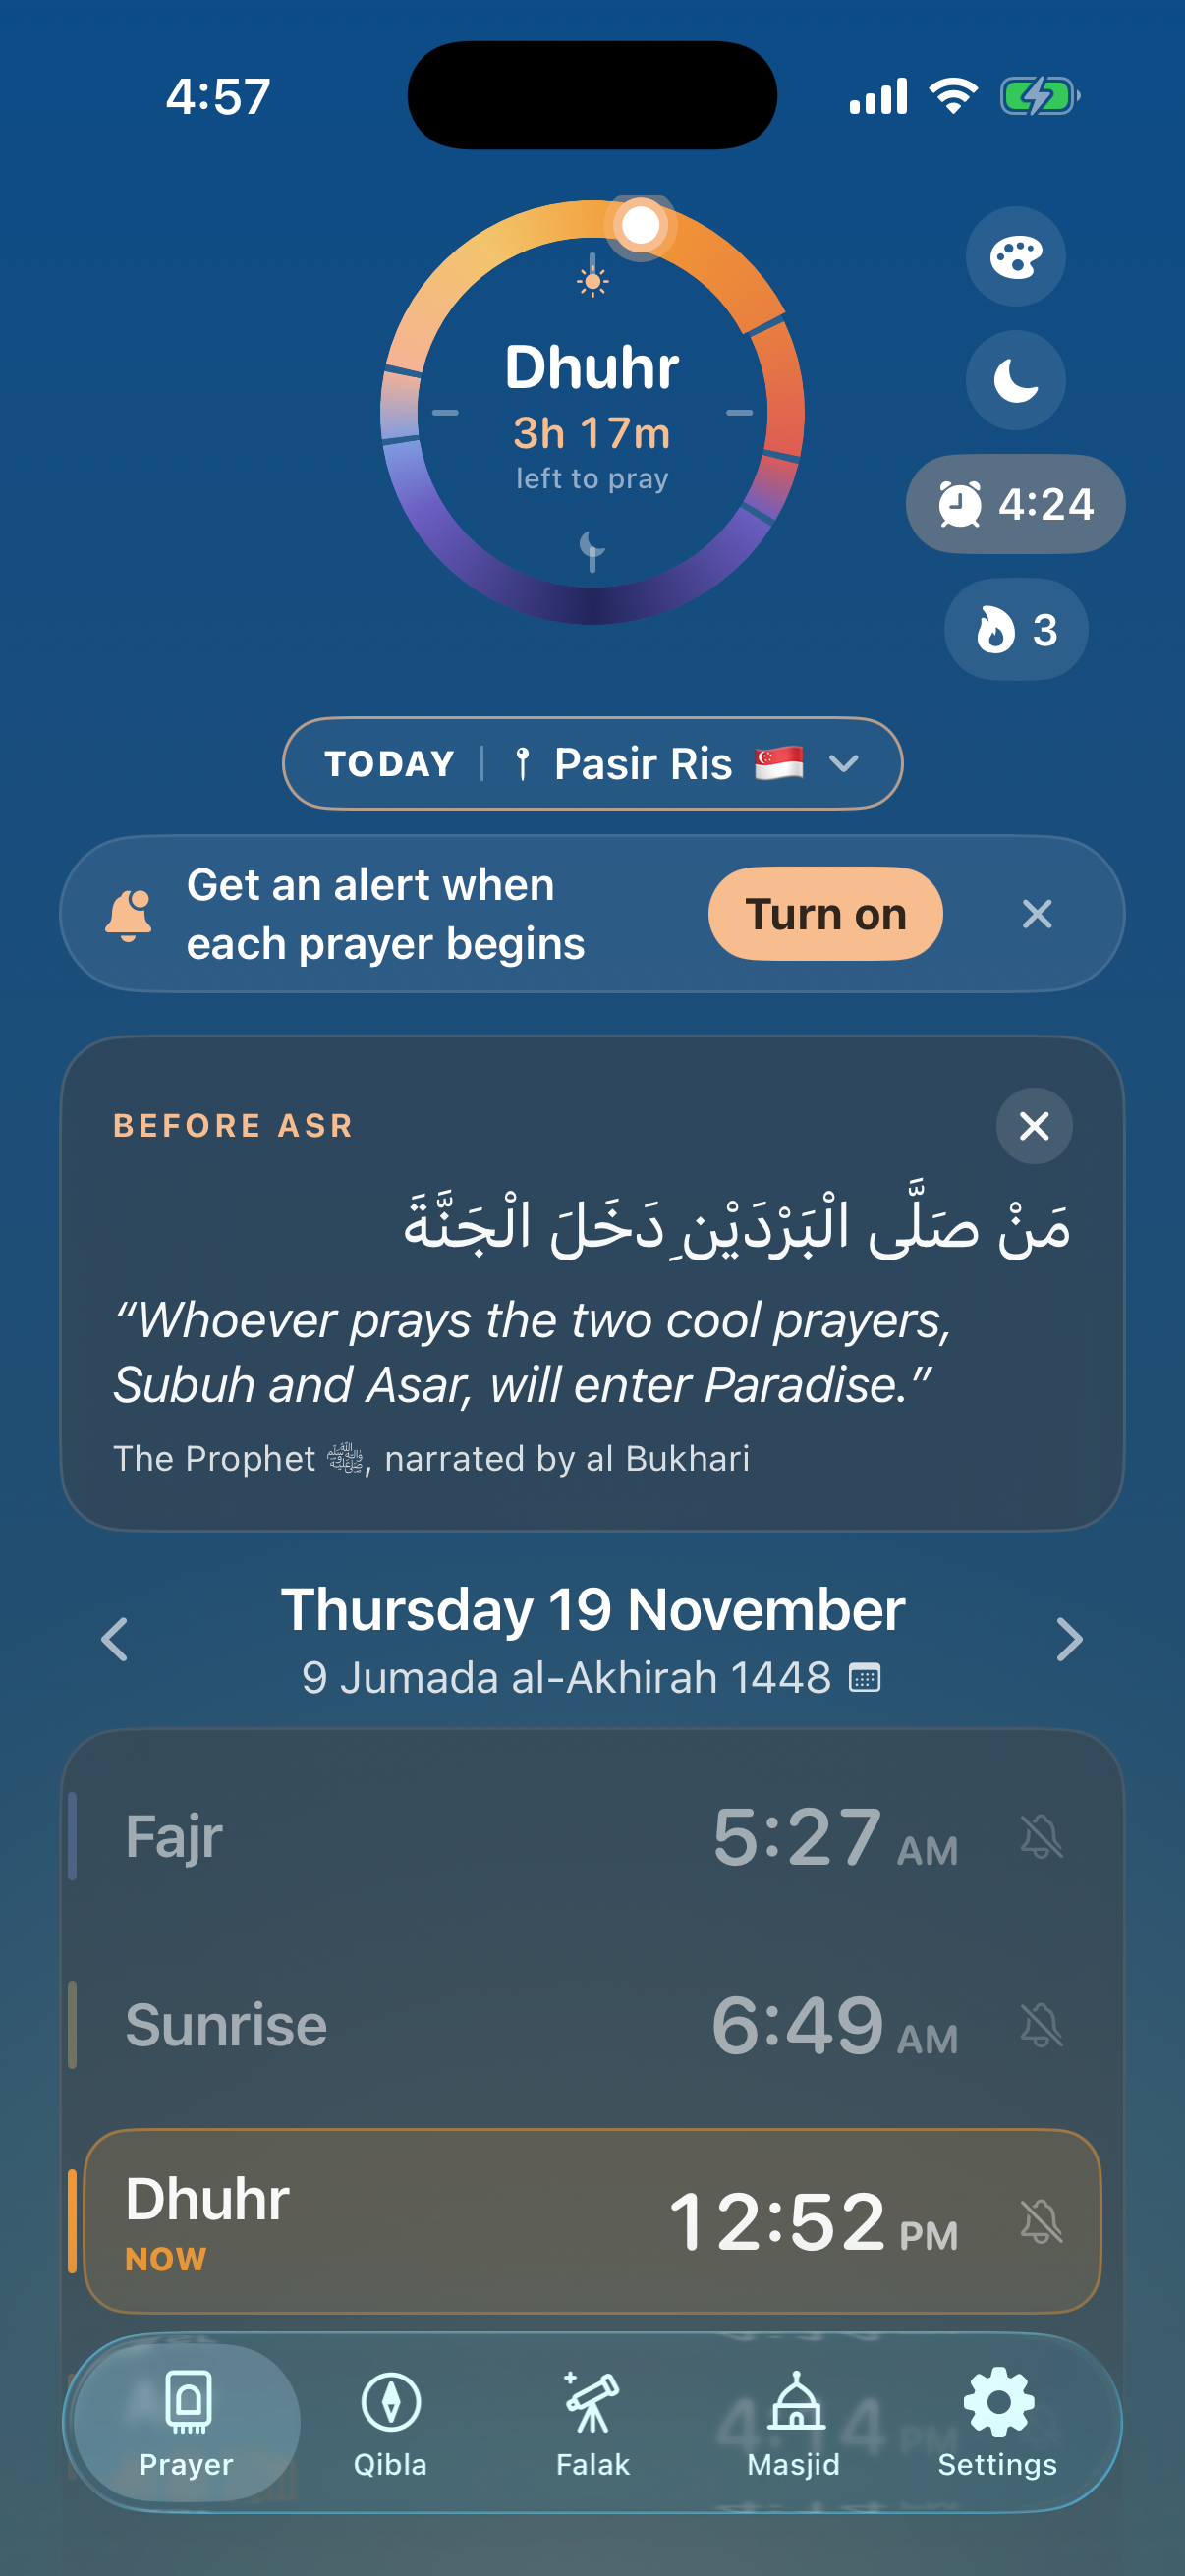 4:57
Dhuhr
3h 17m
left to pray
4:24
3
TODAY | Pasir Ris 🇸🇬
Get an alert when
each prayer begins
Turn on
BEFORE ASR
مَنْ صَلَّى الْبَرْدَيْنِ دَخَلَ الْجَنَّةَ
“Whoever prays the two cool prayers,
Subuh and Asar, will enter Paradise.”
The Prophet ﷺ, narrated by al Bukhari
Thursday 19 November
9 Jumada al-Akhirah 1448
Fajr 5:27 AM
Sunrise 6:49 AM
Dhuhr 12:52 PM
NOW
Prayer Qibla Falak Masjid Settings